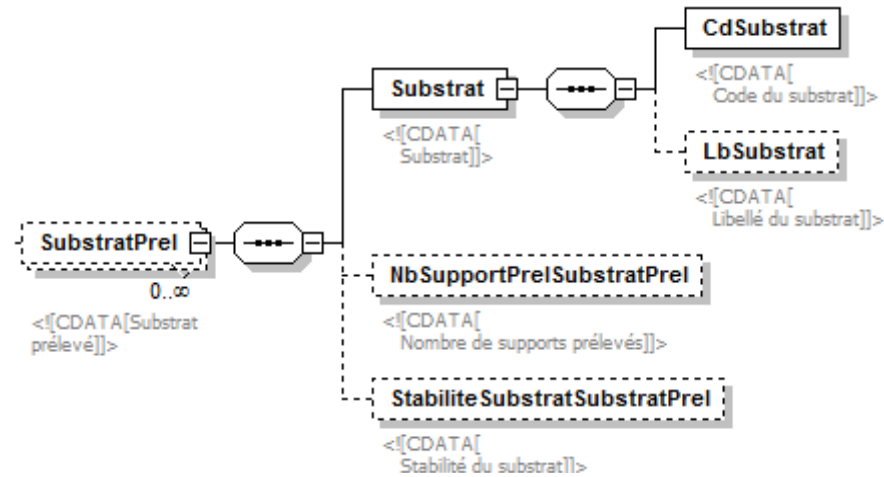 CdSubstrat
<![CDATA[
Code du substrat]]>
Substrat
<![CDATA[
Substrat]]>
LbSubstrat
<![CDATA[
Libellé du substrat]]>
SubstratPrel
0..∞
<![CDATA[Substrat
prélevé]]>
NbSupportPrelSubstratPrel
<![CDATA[
Nombre de supports prélevés]]>
StabiliteSubstratSubstratPrel
<![CDATA[
Stabilité du substrat]]>